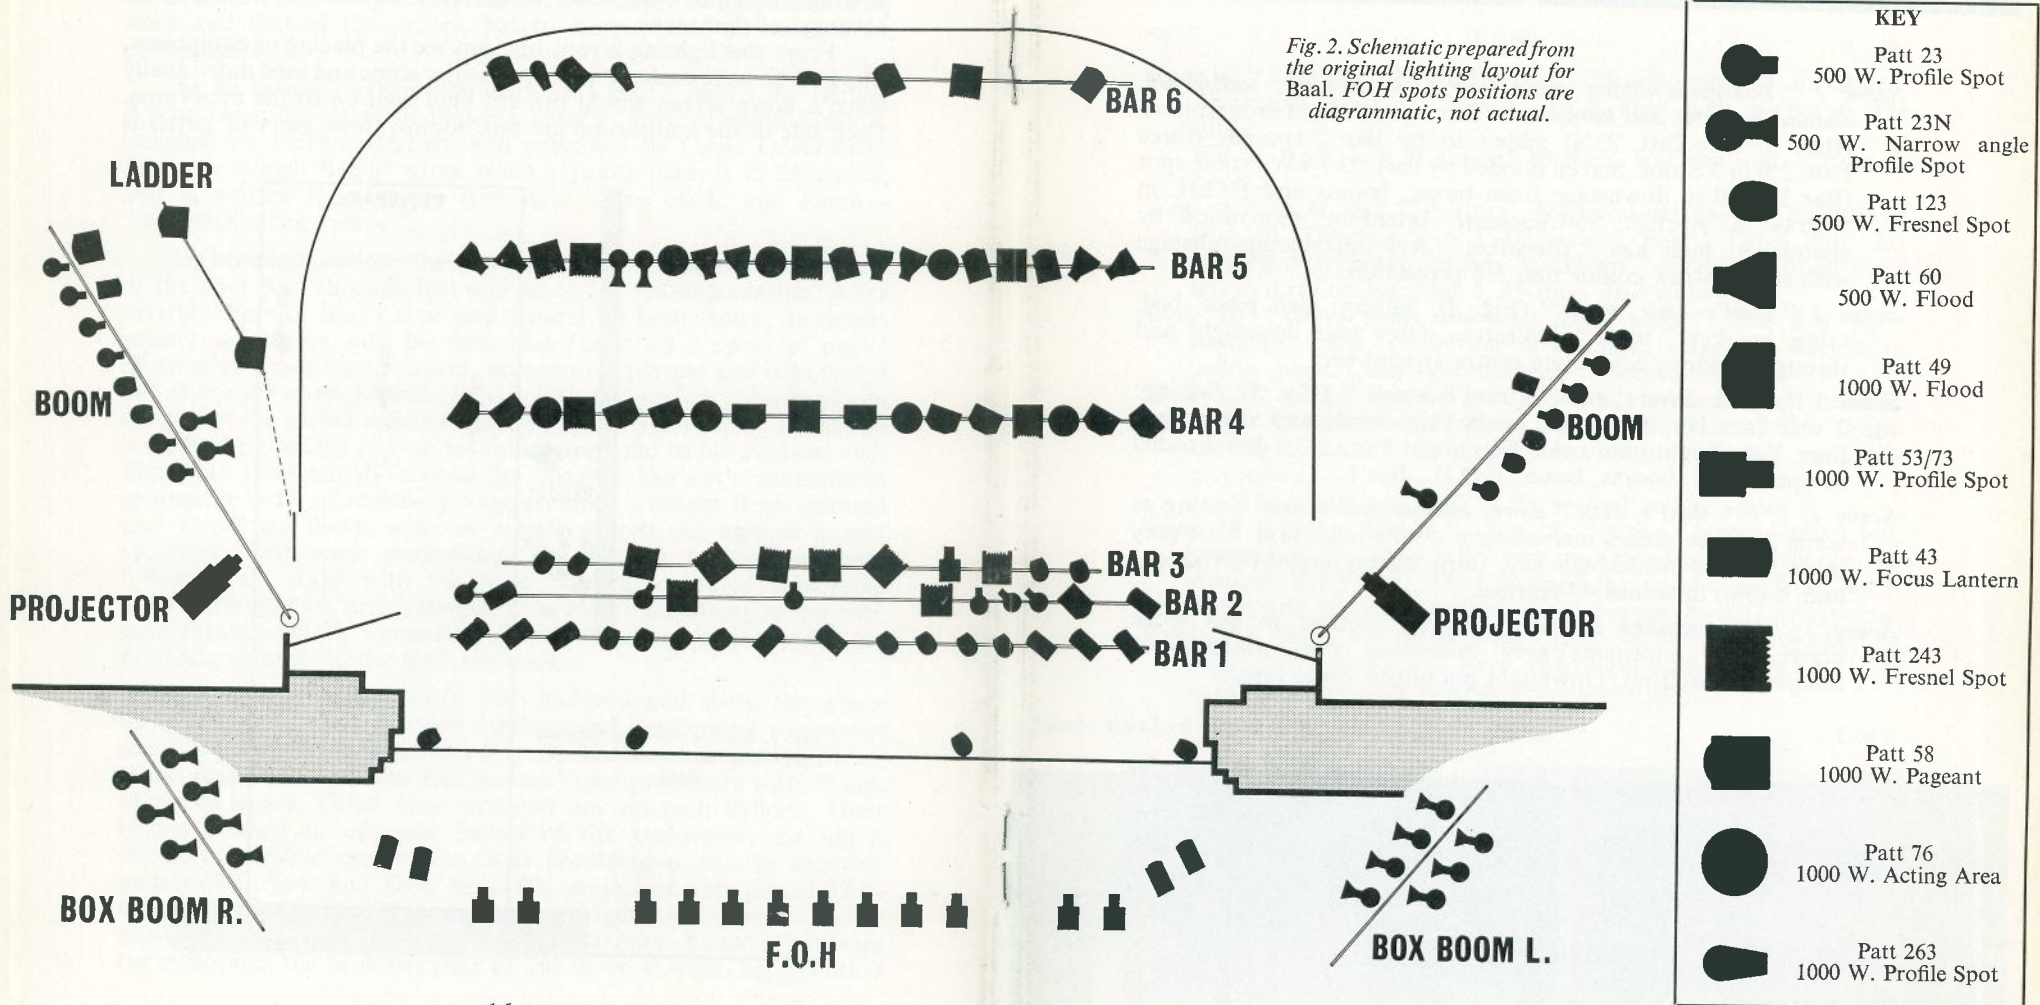 Fig. 2. Schematic prepared from
the original lighting layout for
Baal. FOH spots positions are
diagrammatic, not actual.
BAR 6
LADDER
BAR 5
BOOM
BAR 4
BOOM
BAR 3
BAR 2
BAR 1
PROJECTOR
PROJECTOR
BOX BOOM R.
F.O.H
BOX BOOM L.
KEY
Patt 23
500 W. Profile Spot
Patt 23N
500 W. Narrow angle
Profile Spot
Patt 123
500 W. Fresnel Spot
Patt 60
500 W. Flood
Patt 49
1000 W. Flood
Patt 53/73
1000 W. Profile Spot
Patt 43
1000 W. Focus Lantern
Patt 243
1000 W. Fresnel Spot
Patt 58
1000 W. Pageant
Patt 76
1000 W. Acting Area
Patt 263
1000 W. Profile Spot